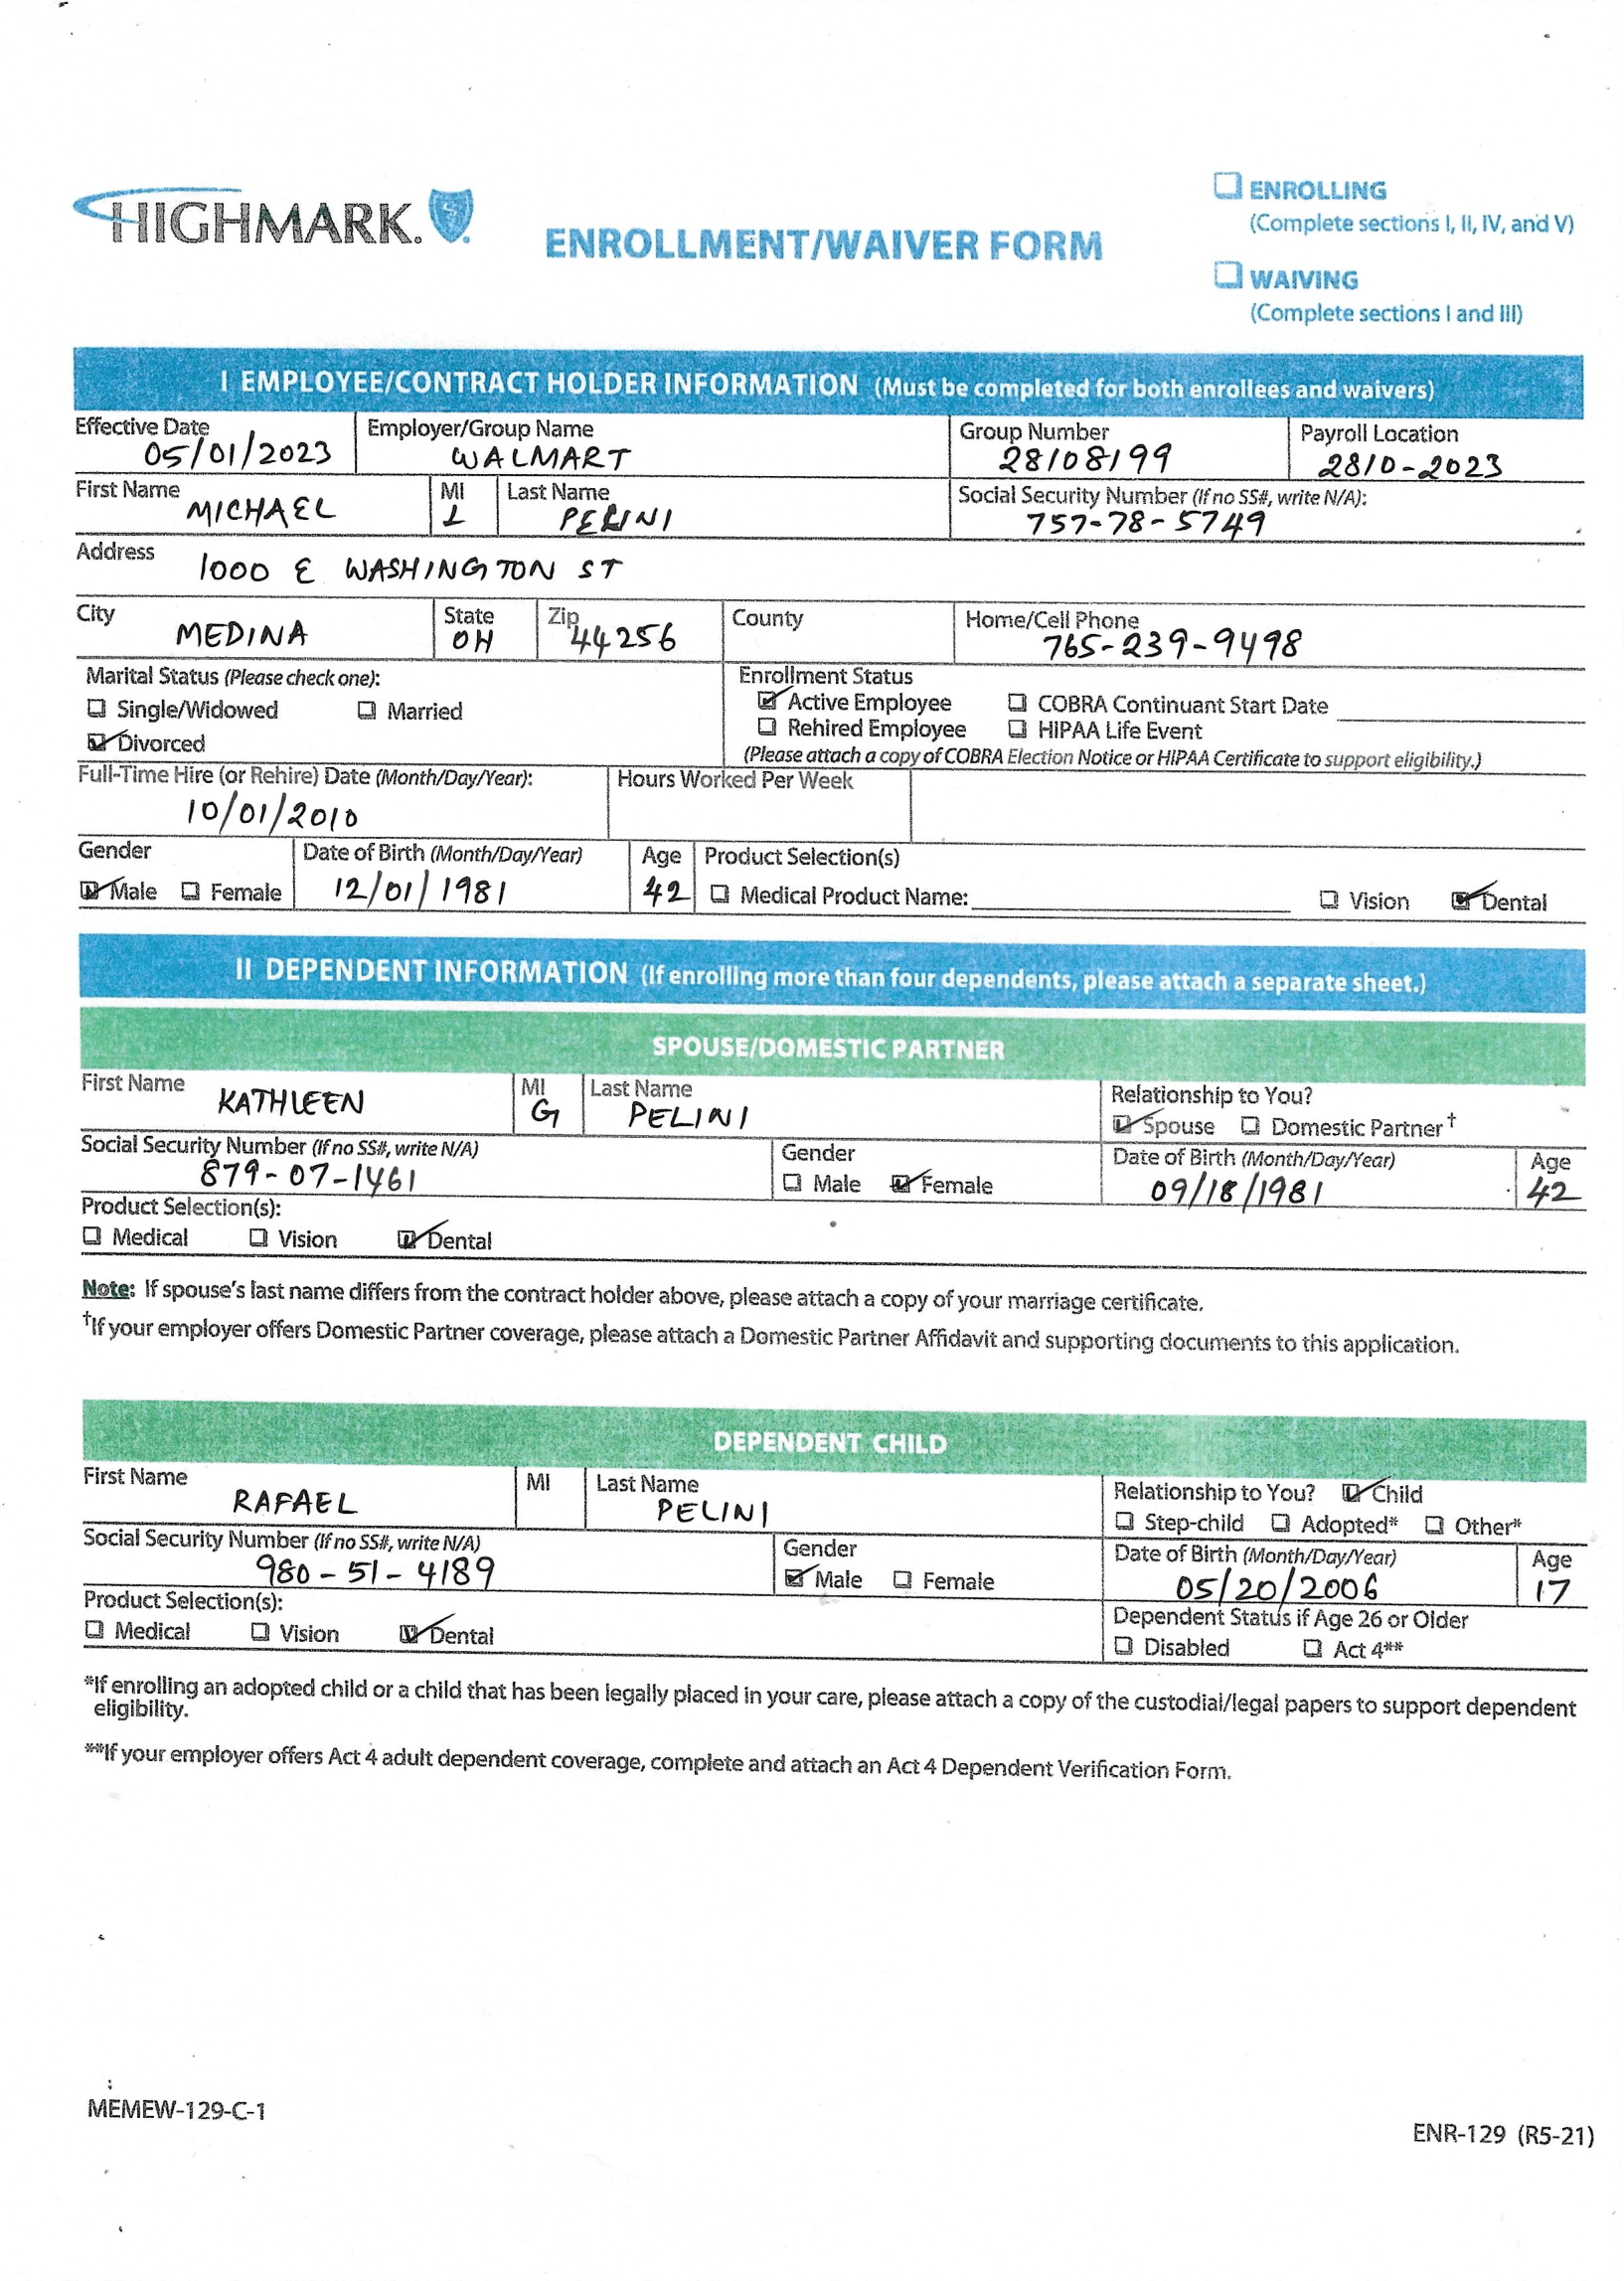 HIGHMARK.
ENROLLMENT/WAIVER FORM
ENROLLING
(Complete sections I, II, IV, and V)
WAIVING
(Complete sections I and III)
I EMPLOYEE/CONTRACT HOLDER INFORMATION (Must be completed for both enrollees and waivers)
Effective Date 05/01/2023 Employer/Group Name WALMART Group Number 28108199 Payroll Location 2810-2023
First Name MICHAEL MI Last Name Social Security Number (If no SS#, write N/A): 757-78-5749
Address 1000 E WASHINGTON ST
City MEDINA State OH Zip 44256 County Home/Cell Phone 765-239-9498
Marital Status (Please check one): Enrollment Status
Single/Widowed Married Active Employee COBRA Continuant Start Date
Divorced Rehired Employee HIPAA Life Event
(Please attach a copy of COBRA Election Notice or HIPAA Certificate to support eligibility.)
Full-Time Hire (or Rehire) Date (Month/Day/Year): Hours Worked Per Week
10/01/2010
Gender Date of Birth (Month/Day/Year) Age Product Selection(s)
Male Female 12/01/1981 42 Medical Product Name: Vision Dental
II DEPENDENT INFORMATION (If enrolling more than four dependents, please attach a separate sheet.)
SPOUSE/DOMESTIC PARTNER
First Name KATHLEEN MI G Last Name PELINI Relationship to You?
Spouse Domestic Partner†
Social Security Number (If no SS#, write N/A) Gender Date of Birth (Month/Day/Year) Age
879-07-1461 Male Female 09/18/1981 42
Product Selection(s):
Medical Vision Dental
Note: If spouse's last name differs from the contract holder above, please attach a copy of your marriage certificate.
†If your employer offers Domestic Partner coverage, please attach a Domestic Partner Affidavit and supporting documents to this application.
DEPENDENT CHILD
First Name RAFAEL MI Last Name PELINI Relationship to You? Child
Step-child Adopted* Other*
Social Security Number (If no SS#, write N/A) Gender Date of Birth (Month/Day/Year) Age
980-51-4189 Male Female 05/20/2006 17
Product Selection(s): Dependent Status if Age 26 or Older
Medical Vision Dental Disabled Act 4**
*If enrolling an adopted child or a child that has been legally placed in your care, please attach a copy of the custodial/legal papers to support dependent
eligibility.
**If your employer offers Act 4 adult dependent coverage, complete and attach an Act 4 Dependent Verification Form.
MEMEW-129-C-1
ENR-129 (R5-21)